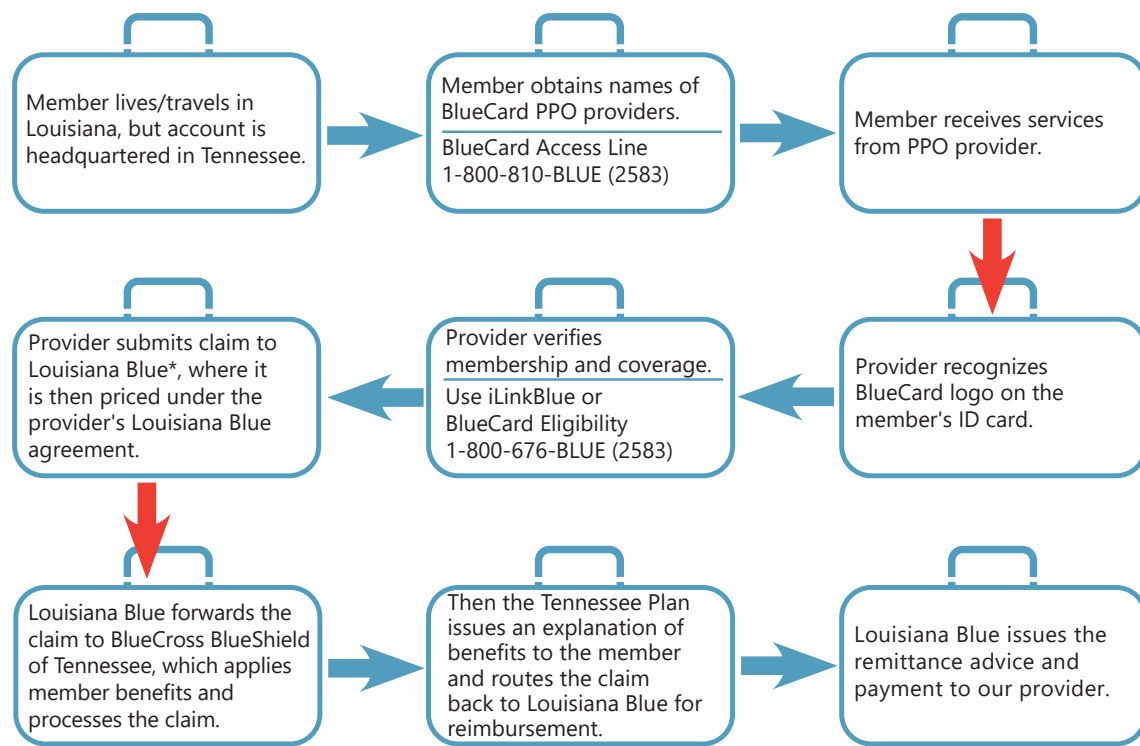 Member lives/travels in
Louisiana, but account is
headquartered in Tennessee.
Member obtains names of
BlueCard PPO providers.
BlueCard Access Line
1-800-810-BLUE (2583)
Member receives services
from PPO provider.
Provider recognizes
BlueCard logo on the
member's ID card.
Provider verifies
membership and coverage.
Use iLinkBlue or
BlueCard Eligibility
1-800-676-BLUE (2583)
Provider submits claim to
Louisiana Blue*, where it
is then priced under the
provider's Louisiana Blue
agreement.
Louisiana Blue forwards the
claim to BlueCross BlueShield
of Tennessee, which applies
member benefits and
processes the claim.
Then the Tennessee Plan
issues an explanation of
benefits to the member
and routes the claim
back to Louisiana Blue for
reimbursement.
Louisiana Blue issues the
remittance advice and
payment to our provider.